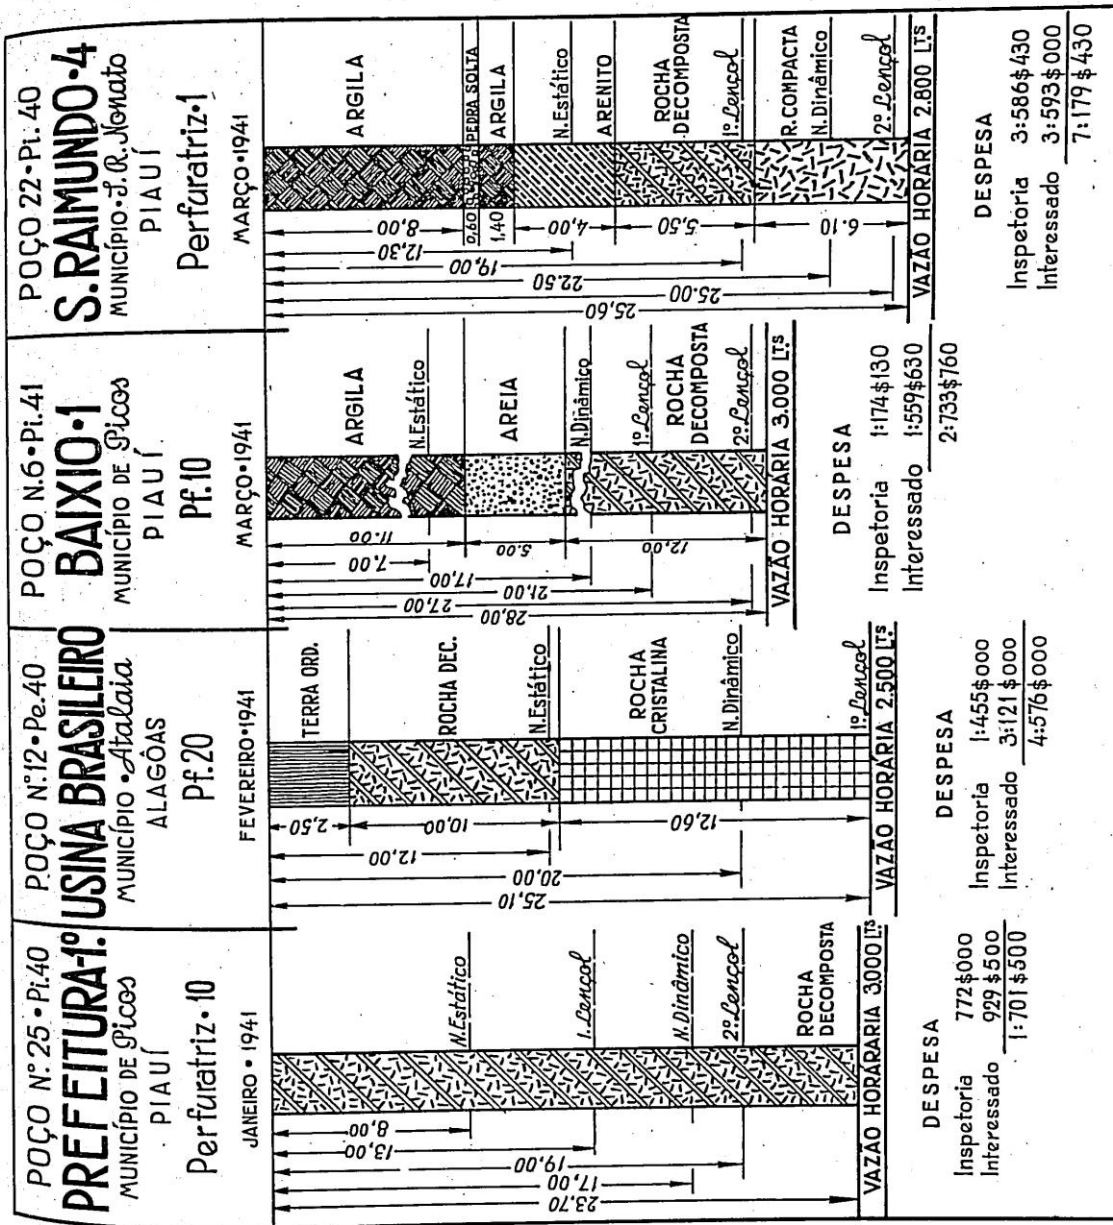 POÇO N.º 25 • Pi.40
PREFEITURA-1º
MUNICÍPIO DE Picos
PIAUÍ
Perfuratriz • 10
JANEIRO • 1941
N.Estático
1.Lençol
N.Dinâmico
2º Lençol
ROCHA
DECOMPOSTA
8,00
13,00
19,00
17,00
23,70
VAZÃO HORÁRARIA 3.000 LTS
DESPESA
Inspetoria 772$000
Interessado 929$500
1:701$500
POÇO N.º 12 • Pe.40
USINA BRASILEIRO
MUNICÍPIO • Atalaia
ALAGÔAS
Pf.20
FEVEREIRO•1941
TERRA ORD.
ROCHA DEC.
N.Estático
ROCHA
CRISTALINA
N.Dinâmico
1º Lençol
2,50
10,00
12,60
12,00
20,00
25,10
VAZÃO HORÁRIA 2.500 LTS
DESPESA
Inspetoria 1:455$000
Interessado 3:121$000
4:576$000
POÇO N.6 • Pi.41
BAIXIO•1
MUNICÍPIO DE Picos
PIAUÍ
Pf.10
MARÇO•1941
ARGILA
N.Estático
AREIA
N.Dinâmico
1º Lençol
ROCHA
DECOMPOSTA
2º Lençol
11.00
5.00
12,00
7,00
17,00
21,00
27,00
28,00
VAZÃO HORÁRIA 3.000 LTS
DESPESA
Inspetoria 1:174$130
Interessado 1:559$630
2:733$760
POÇO 22 • Pi.40
S.RAIMUNDO•4
MUNICÍPIO • S.R.Nonato
PIAUÍ
Perfuratriz•1
MARÇO•1941
ARGILA
PEDRA SOLTA
ARGILA
N.Estático
ARENITO
ROCHA
DECOMPOSTA
1º Lençol
R.COMPACTA
N.Dinâmico
2º Lençol
8,00
0,60
1.40
4,00
5,50
6.10
12,30
19,00
22.50
25.00
25,60
VAZÃO HORÁRIA 2.800 LTS
DESPESA
Inspetoria 3:586$430
Interessado 3:593$000
7:179$430